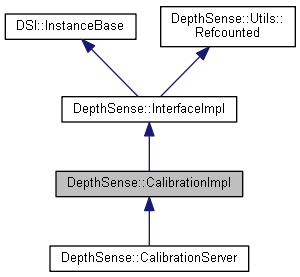 DSI::InstanceBase
DepthSense::Utils::
Refcounted
DepthSense::InterfaceImpl
DepthSense::CalibrationImpl
DepthSense::CalibrationServer